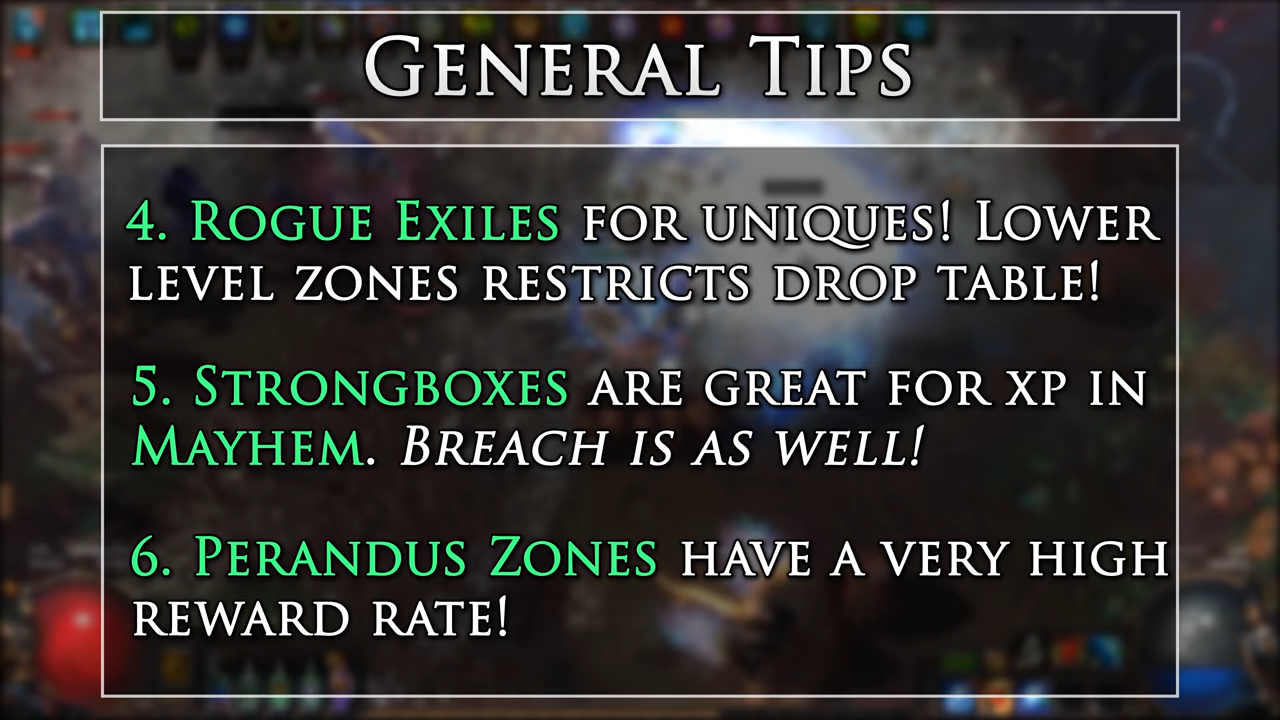 General Tips
4. Rogue Exiles for uniques! Lower
level zones restricts drop table!
5. Strongboxes are great for xp in
Mayhem. Breach is as well!
6. Perandus Zones have a very high
reward rate!